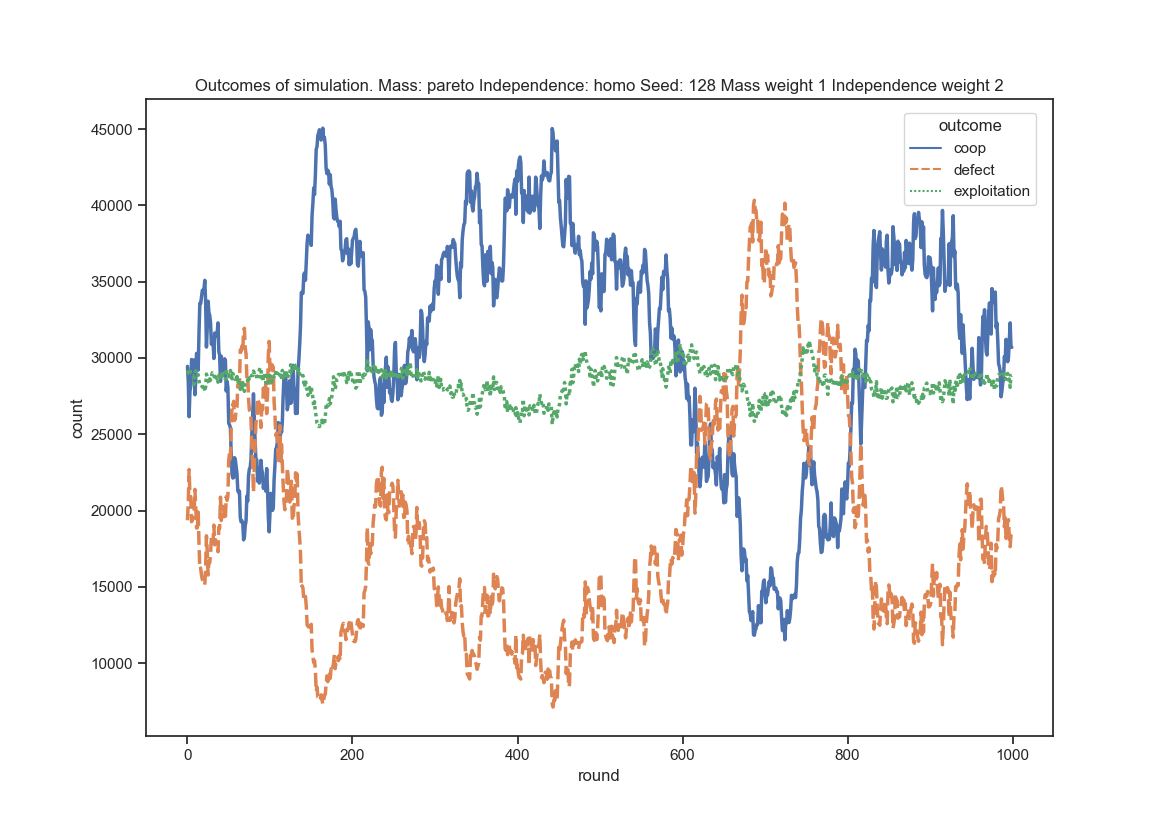 Outcomes of simulation. Mass: pareto Independence: homo Seed: 128 Mass weight 1 Independence weight 2
outcome
coop
defect
exploitation
count
45000
40000
35000
30000
25000
20000
15000
10000
0
200
400
600
800
1000
round